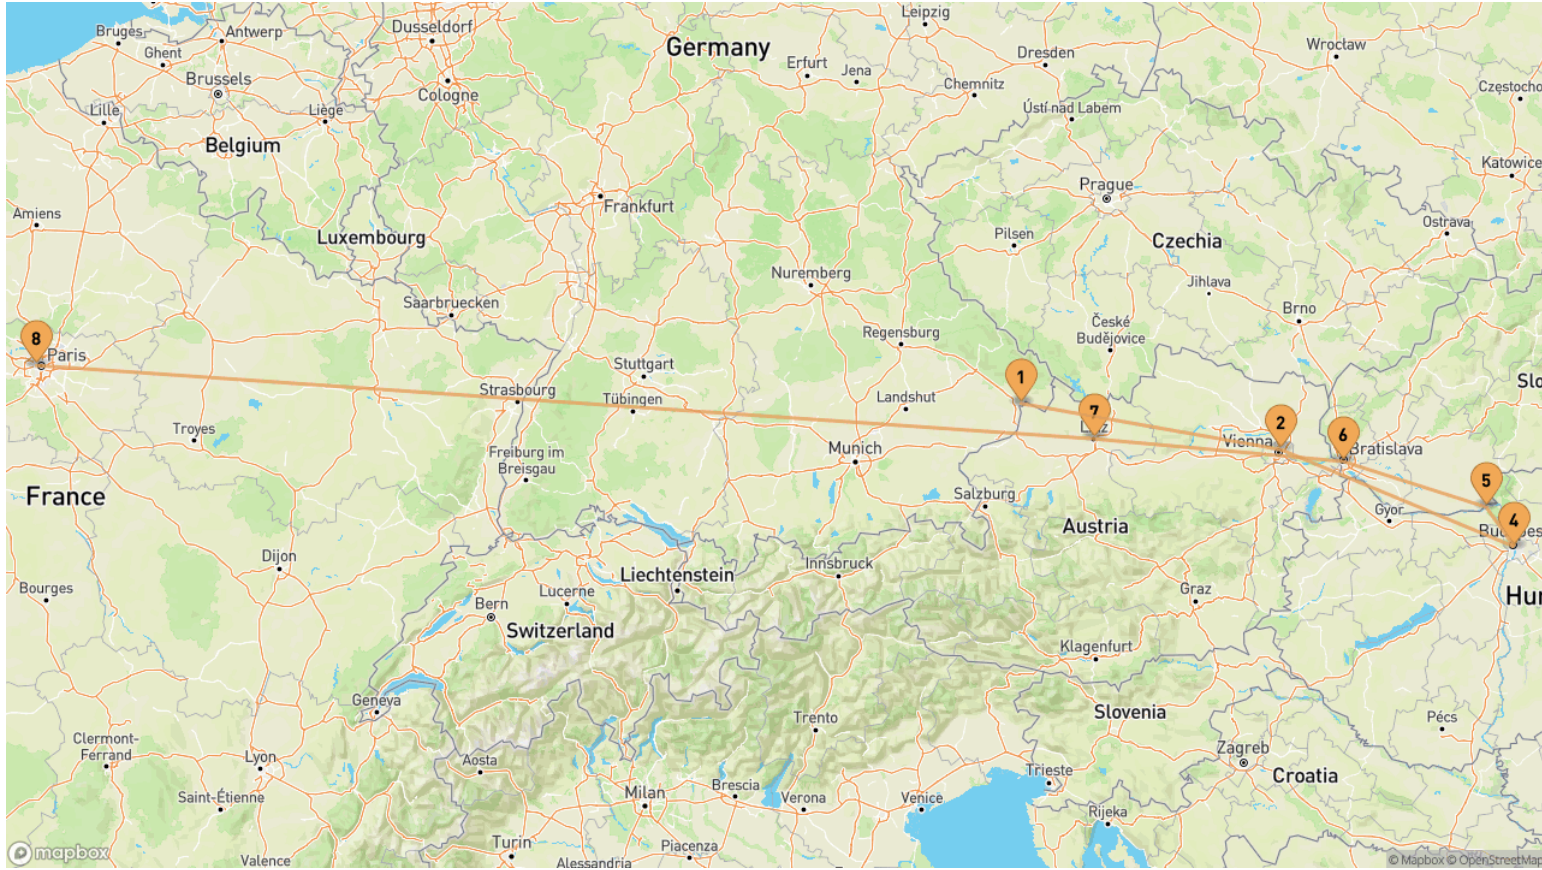 Leipzig
Bruges
Antwerp
Dusseldorf
Germany
Dresden
Wrocław
Ghent
Erfurt
Jena
Brussels
Cologne
Chemnitz
Lille
Liège
Ústí nad Labem
Belgium
Katowice
Prague
Frankfurt
Amiens
Ostrava
Luxembourg
Pilsen
Czechia
Nuremberg
Jihlava
Saarbruecken
Brno
České
Budějovice
Regensburg
8
Paris
Stuttgart
1
Slo
Strasbourg
Tübingen
Landshut
7
2
Troyes
Vienna
6
Bratislava
Munich
Freiburg im
Breisgau
5
France
Salzburg
Gyor
4
Austria
Dijon
Innsbruck
Liechtenstein
Bourges
Lucerne
Graz
Hun
Bern
Switzerland
Klagenfurt
Geneva
Slovenia
Trento
Pécs
Clermont-
Ferrand
Lyon
Aosta
Zagreb
Trieste
Croatia
Saint-Étienne
Milan
Brescia
Verona
Venice
Rijeka
Turin
Piacenza
mapbox
Valence
Alessandria
© Mapbox © OpenStreetMap